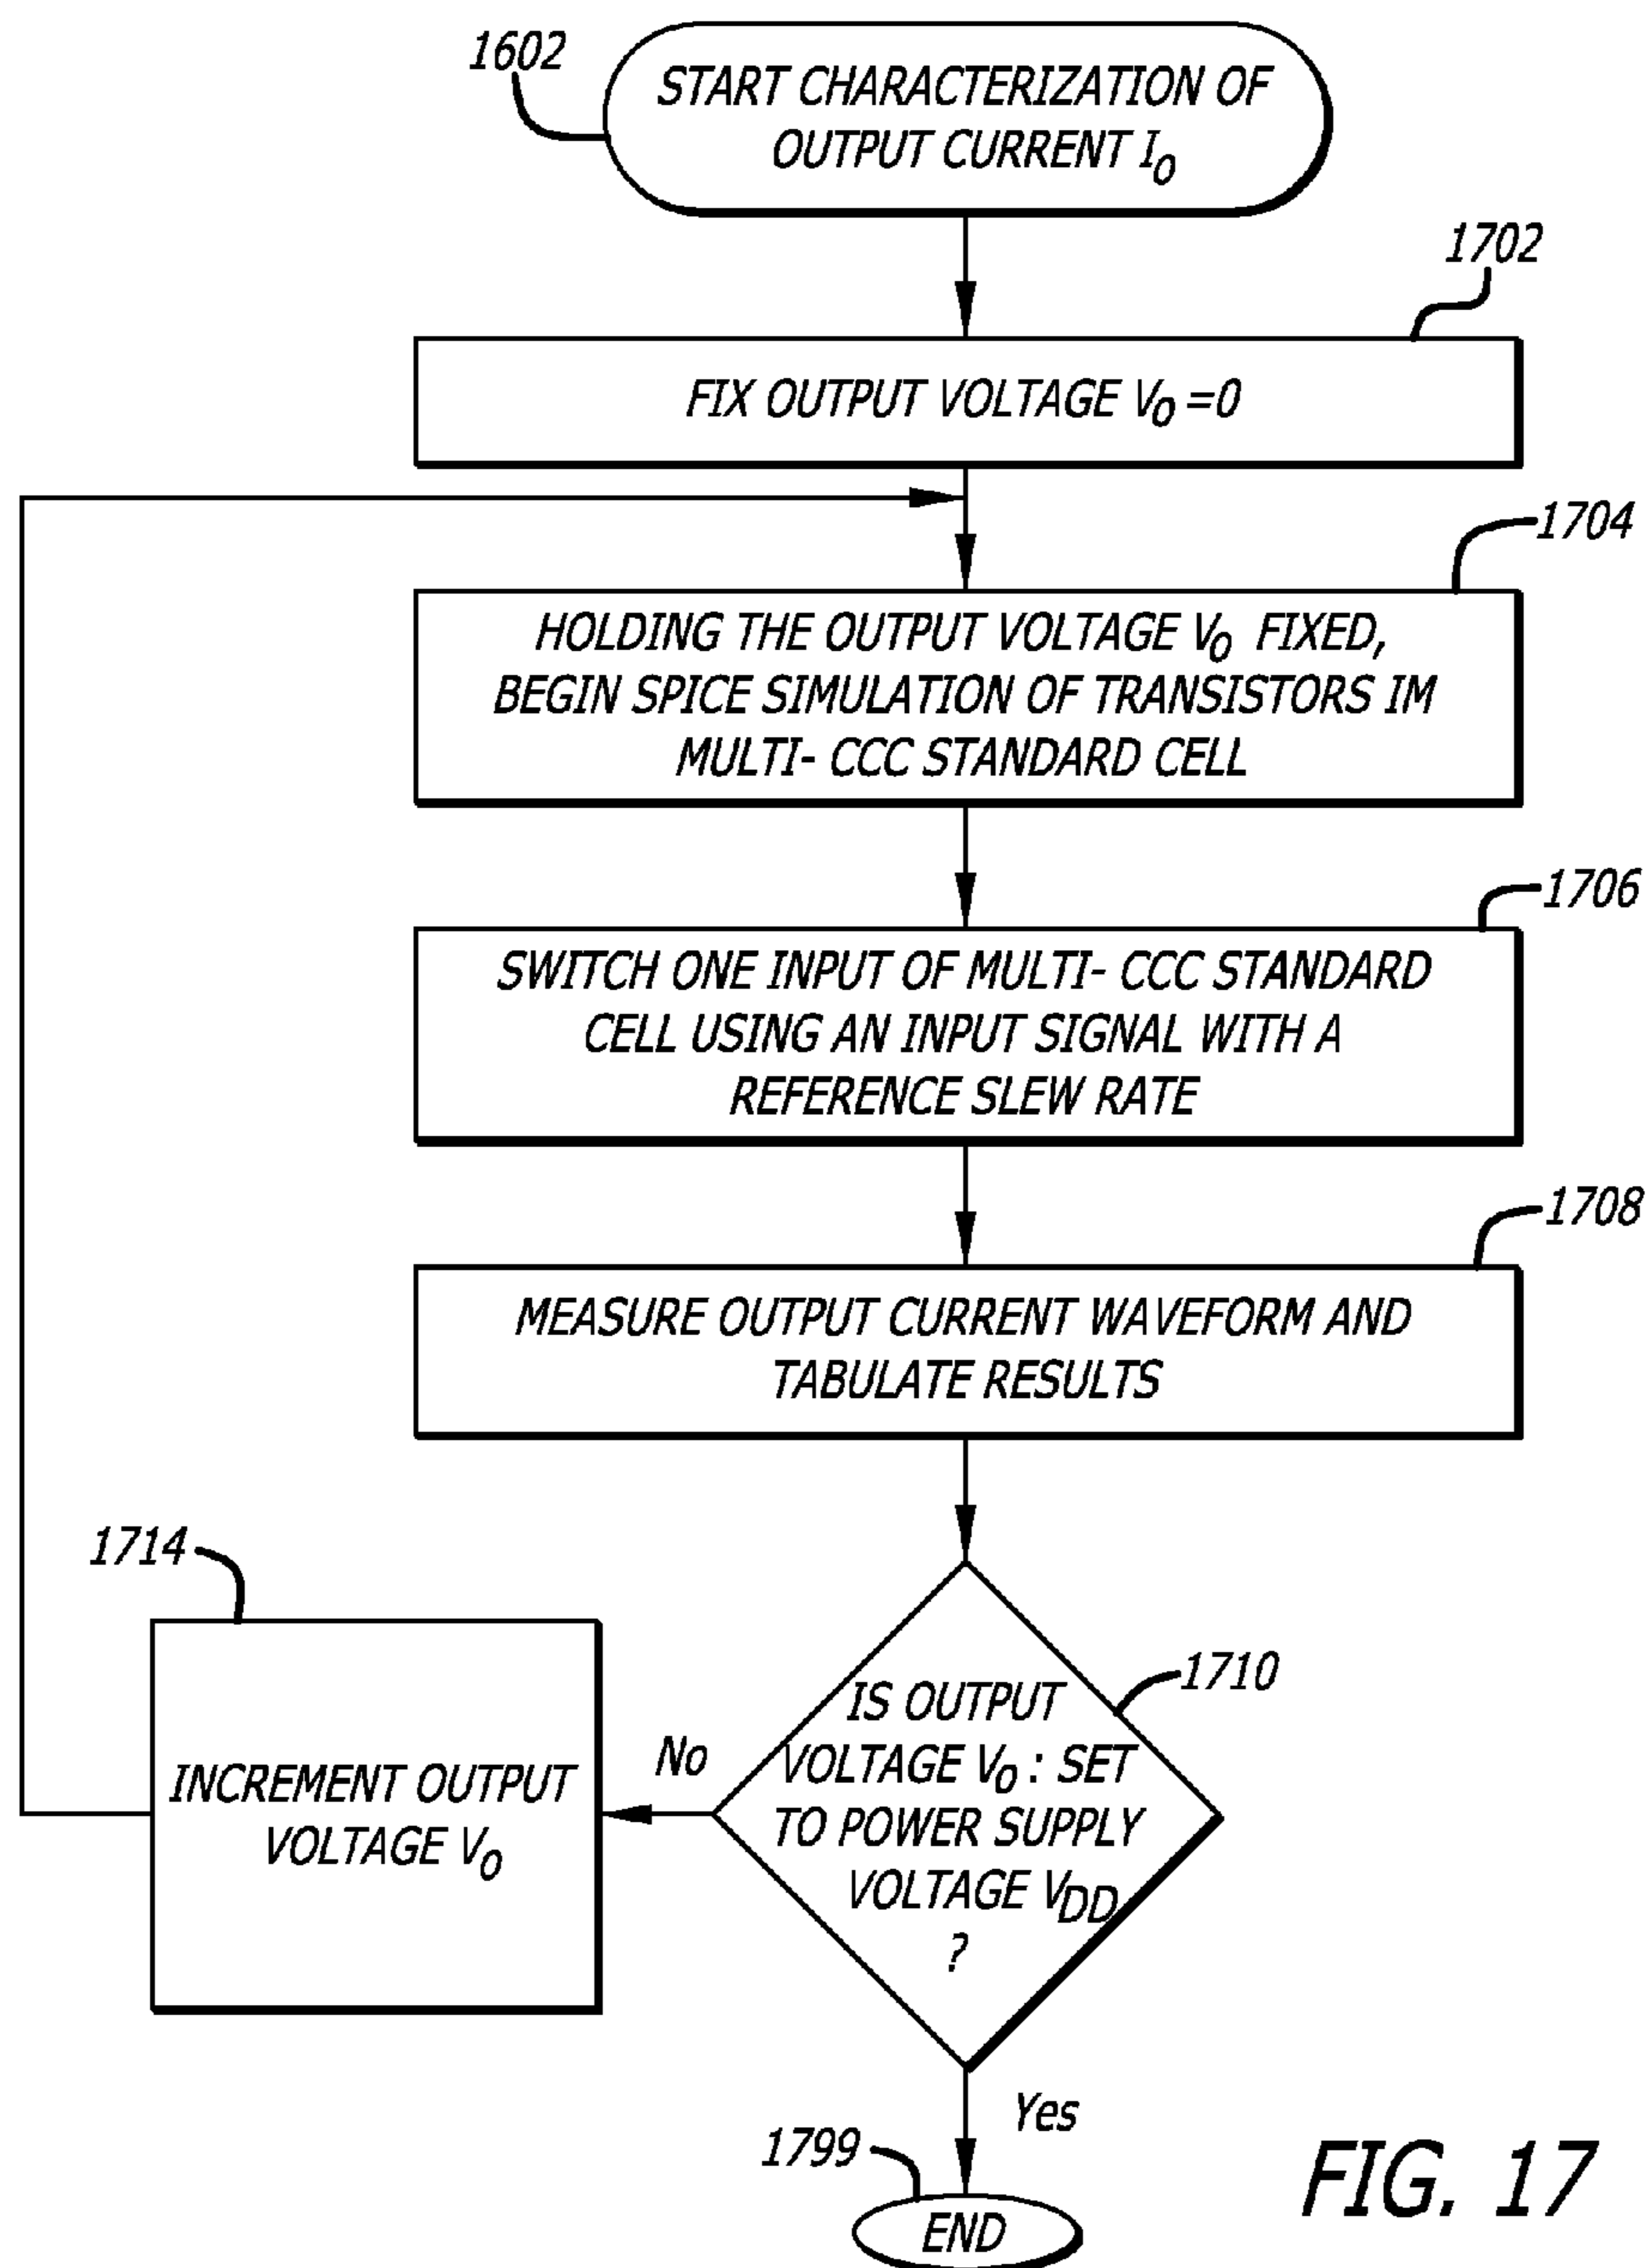 1602
START CHARACTERIZATION OF
OUTPUT CURRENT I0
1702
FIX OUTPUT VOLTAGE V0 =0
1704
HOLDING THE OUTPUT VOLTAGE V0 FIXED,
BEGIN SPICE SIMULATION OF TRANSISTORS IM
MULTI- CCC STANDARD CELL
1706
SWITCH ONE INPUT OF MULTI- CCC STANDARD
CELL USING AN INPUT SIGNAL WITH A
REFERENCE SLEW RATE
1708
MEASURE OUTPUT CURRENT WAVEFORM AND
TABULATE RESULTS
1710
IS OUTPUT
VOLTAGE V0 : SET
TO POWER SUPPLY
VOLTAGE VDD
?
No
1714
INCREMENT OUTPUT
VOLTAGE V0
Yes
1799
END
FIG. 17